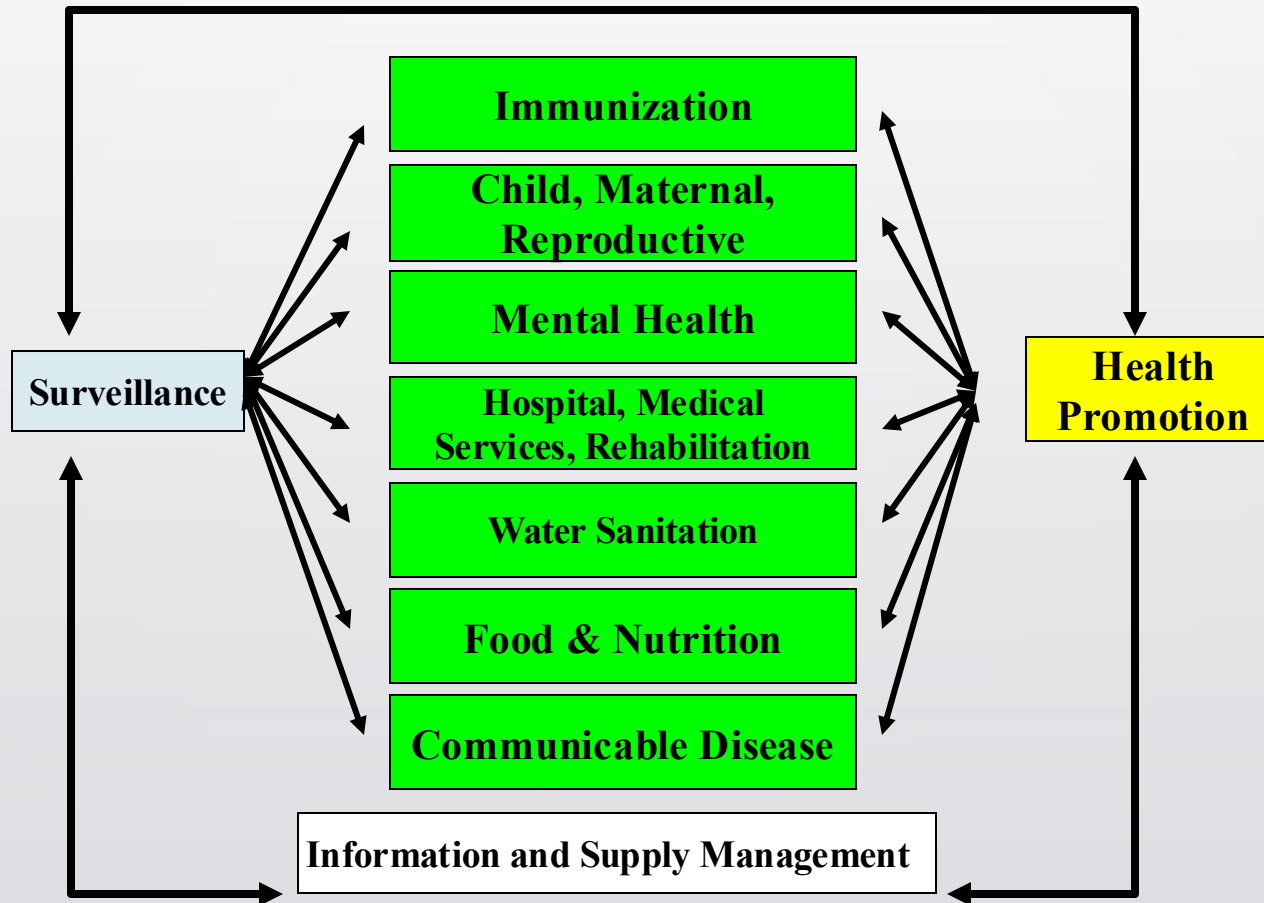 Immunization
Child, Maternal,
Reproductive
Mental Health
Surveillance
Health
Promotion
Hospital, Medical
Services, Rehabilitation
Water Sanitation
Food & Nutrition
Communicable Disease
Information and Supply Management